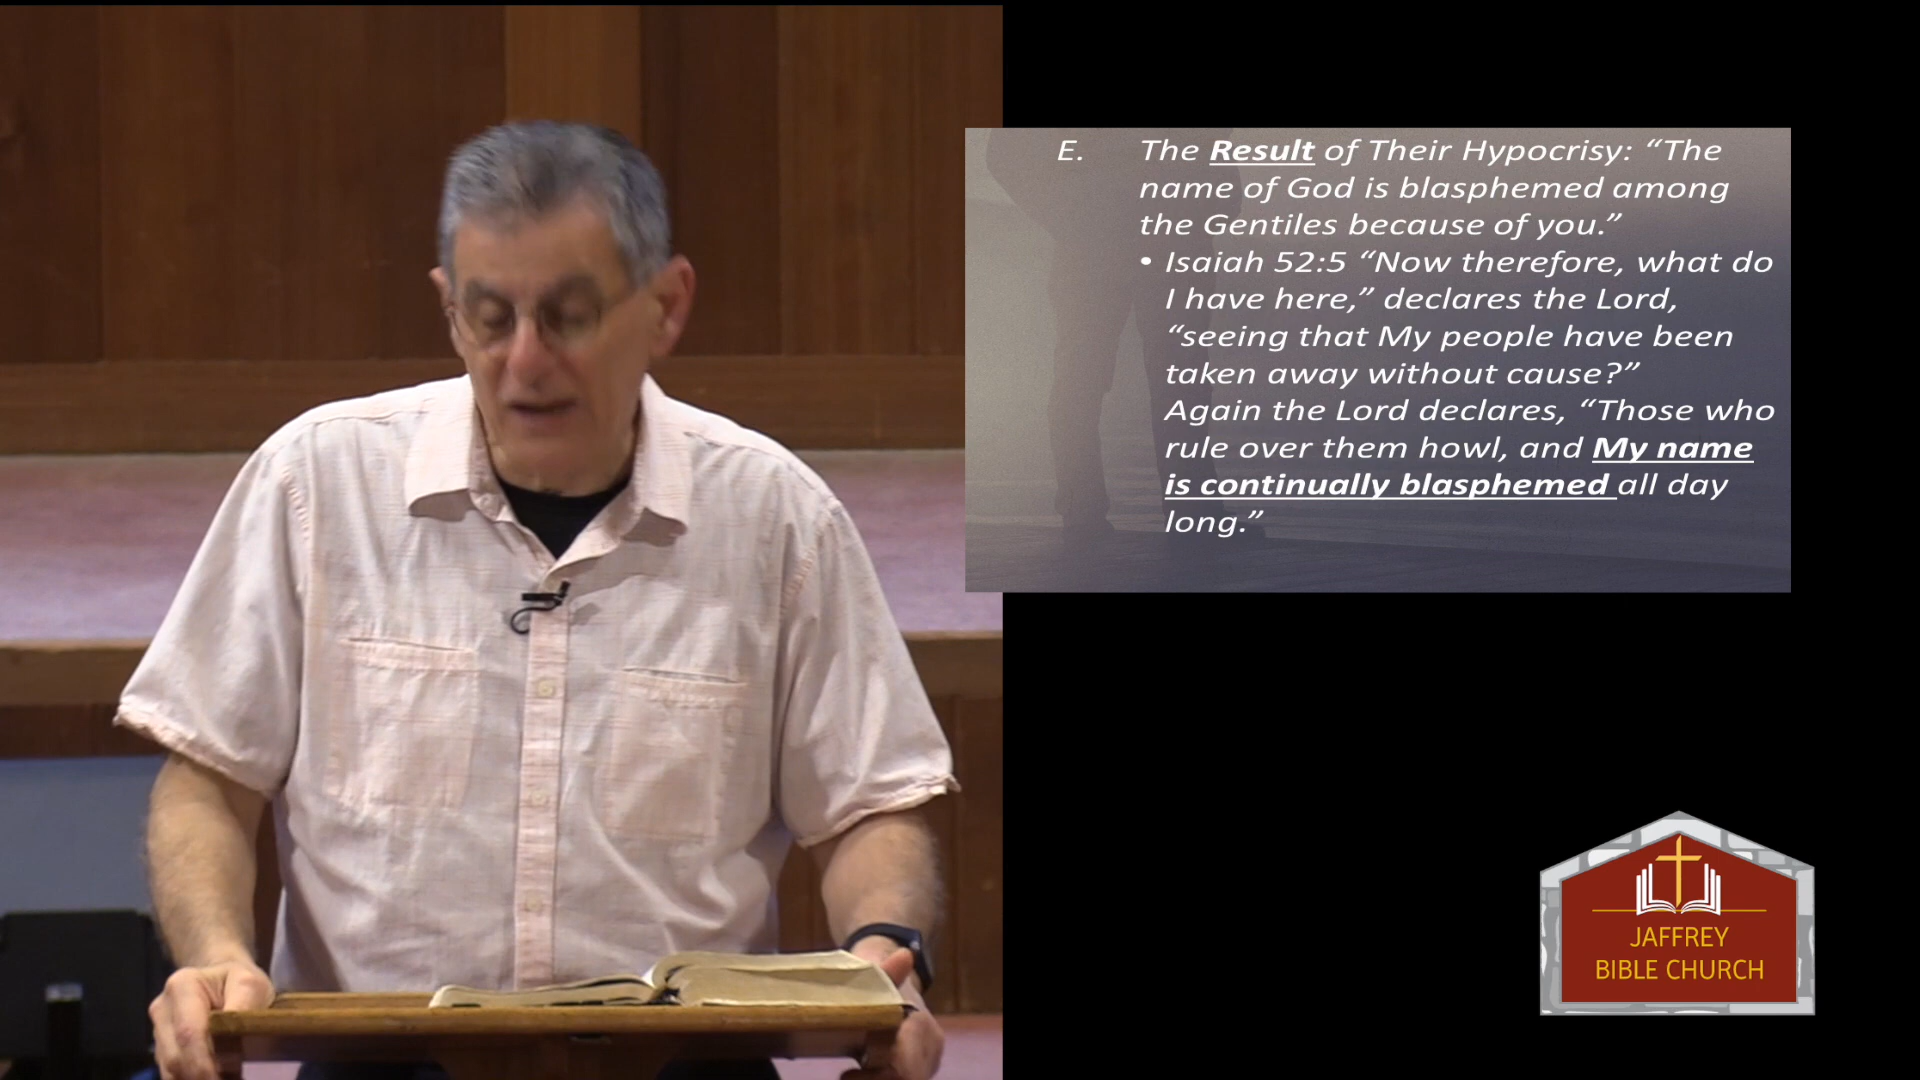 E. The Result of Their Hypocrisy: “The
name of God is blasphemed among
the Gentiles because of you.”
• Isaiah 52:5 “Now therefore, what do
I have here,” declares the Lord,
“seeing that My people have been
taken away without cause?”
Again the Lord declares, “Those who
rule over them howl, and My name
is continually blasphemed all day
long.”
JAFFREY
BIBLE CHURCH